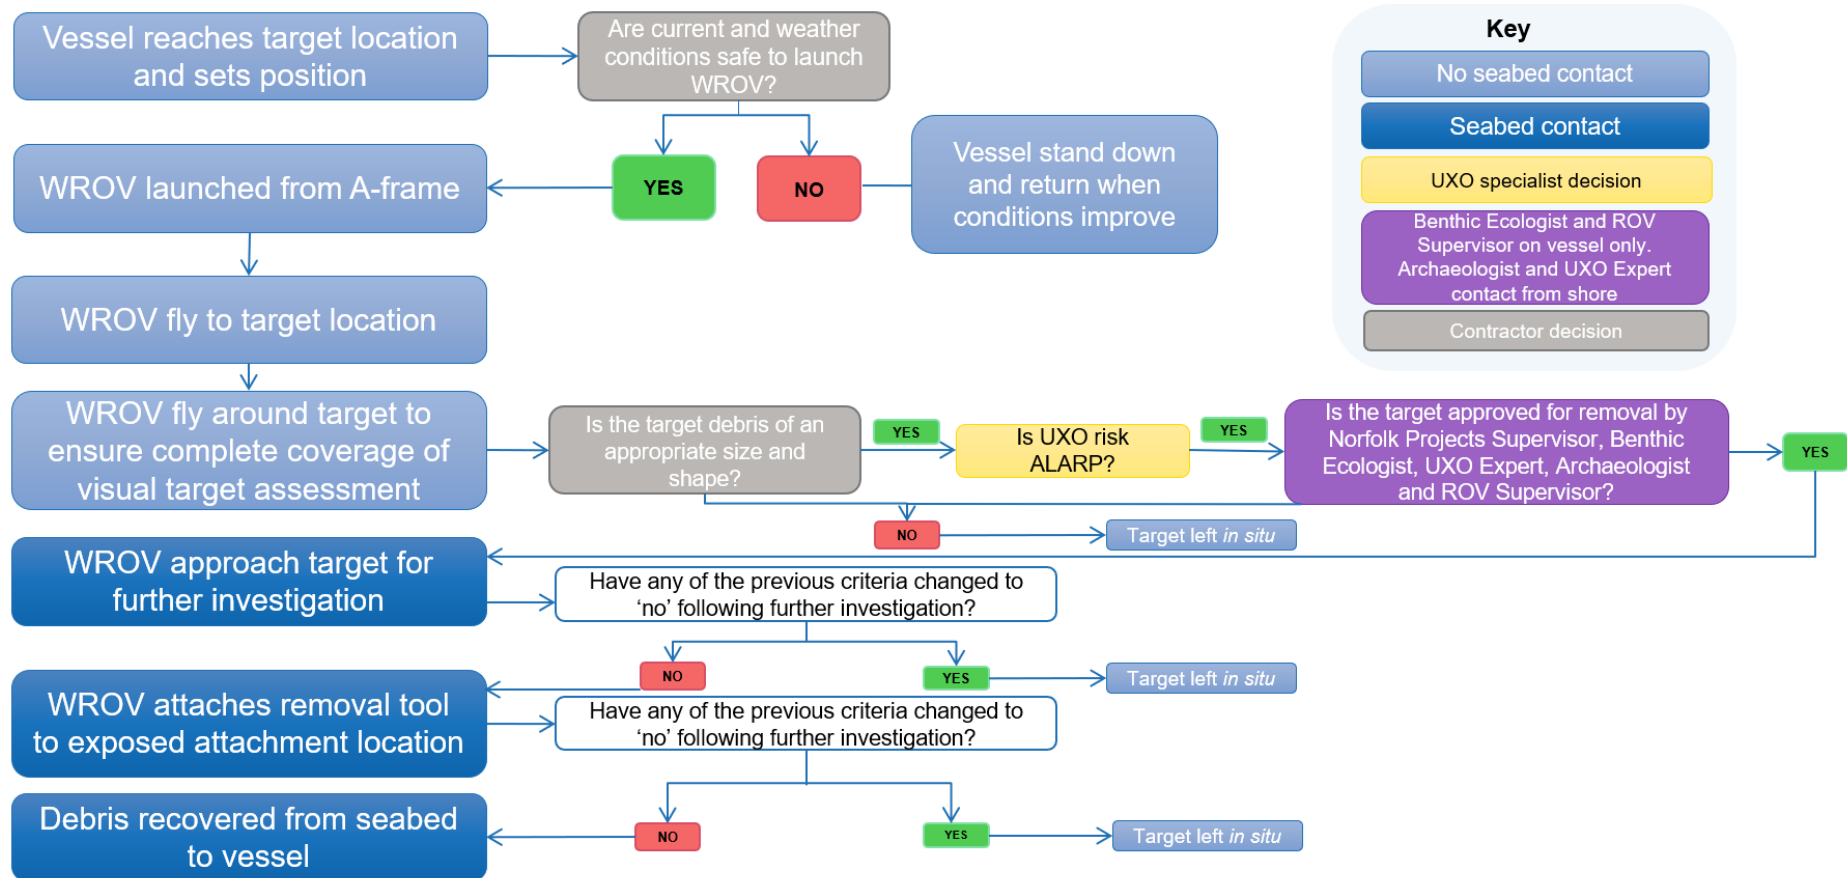 Vessel reaches target location
and sets position
Are current and weather
conditions safe to launch
WROV?
Key
No seabed contact
Seabed contact
UXO specialist decision
Benthic Ecologist and ROV
Supervisor on vessel only.
Archaeologist and UXO Expert
contact from shore
Contractor decision
WROV launched from A-frame
YES
NO
Vessel stand down
and return when
conditions improve
WROV fly to target location
WROV fly around target to
ensure complete coverage of
visual target assessment
Is the target debris of an
appropriate size and
shape?
YES
Is UXO risk
ALARP?
YES
Is the target approved for removal by
Norfolk Projects Supervisor, Benthic
Ecologist, UXO Expert, Archaeologist
and ROV Supervisor?
YES
NO
Target left in situ
WROV approach target for
further investigation
Have any of the previous criteria changed to
‘no’ following further investigation?
NO
YES
Target left in situ
WROV attaches removal tool
to exposed attachment location
Have any of the previous criteria changed to
‘no’ following further investigation?
NO
YES
Target left in situ
Debris recovered from seabed
to vessel